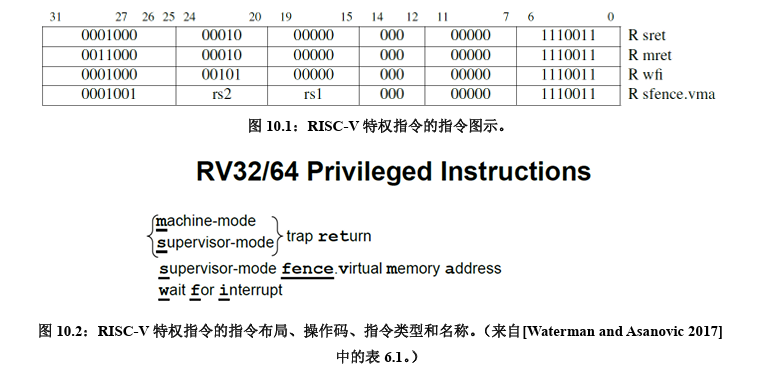 31 27 26 25 24 20 19 15 14 12 11 7 6 0
0001000 00010 00000 000 00000 1110011 R sret
0011000 00010 00000 000 00000 1110011 R mret
0001000 00101 00000 000 00000 1110011 R wfi
0001001 rs2 rs1 000 00000 1110011 R sfence.vma
图 10.1：RISC-V 特权指令的指令图示。
RV32/64 Privileged Instructions
machine-mode
supervisor-mode
trap return
supervisor-mode fence.virtual memory address
wait for interrupt
图 10.2：RISC-V 特权指令的指令布局、操作码、指令类型和名称。（来自[Waterman and Asanovic 2017]
中的表 6.1。）